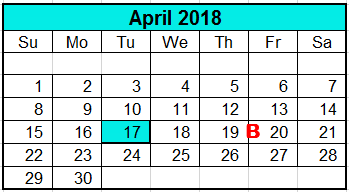 April 2018
Su Mo Tu We Th Fr Sa
1 2 3 4 5 6 7
8 9 10 11 12 13 14
15 16 17 18 19 B 20 21
22 23 24 25 26 27 28
29 30